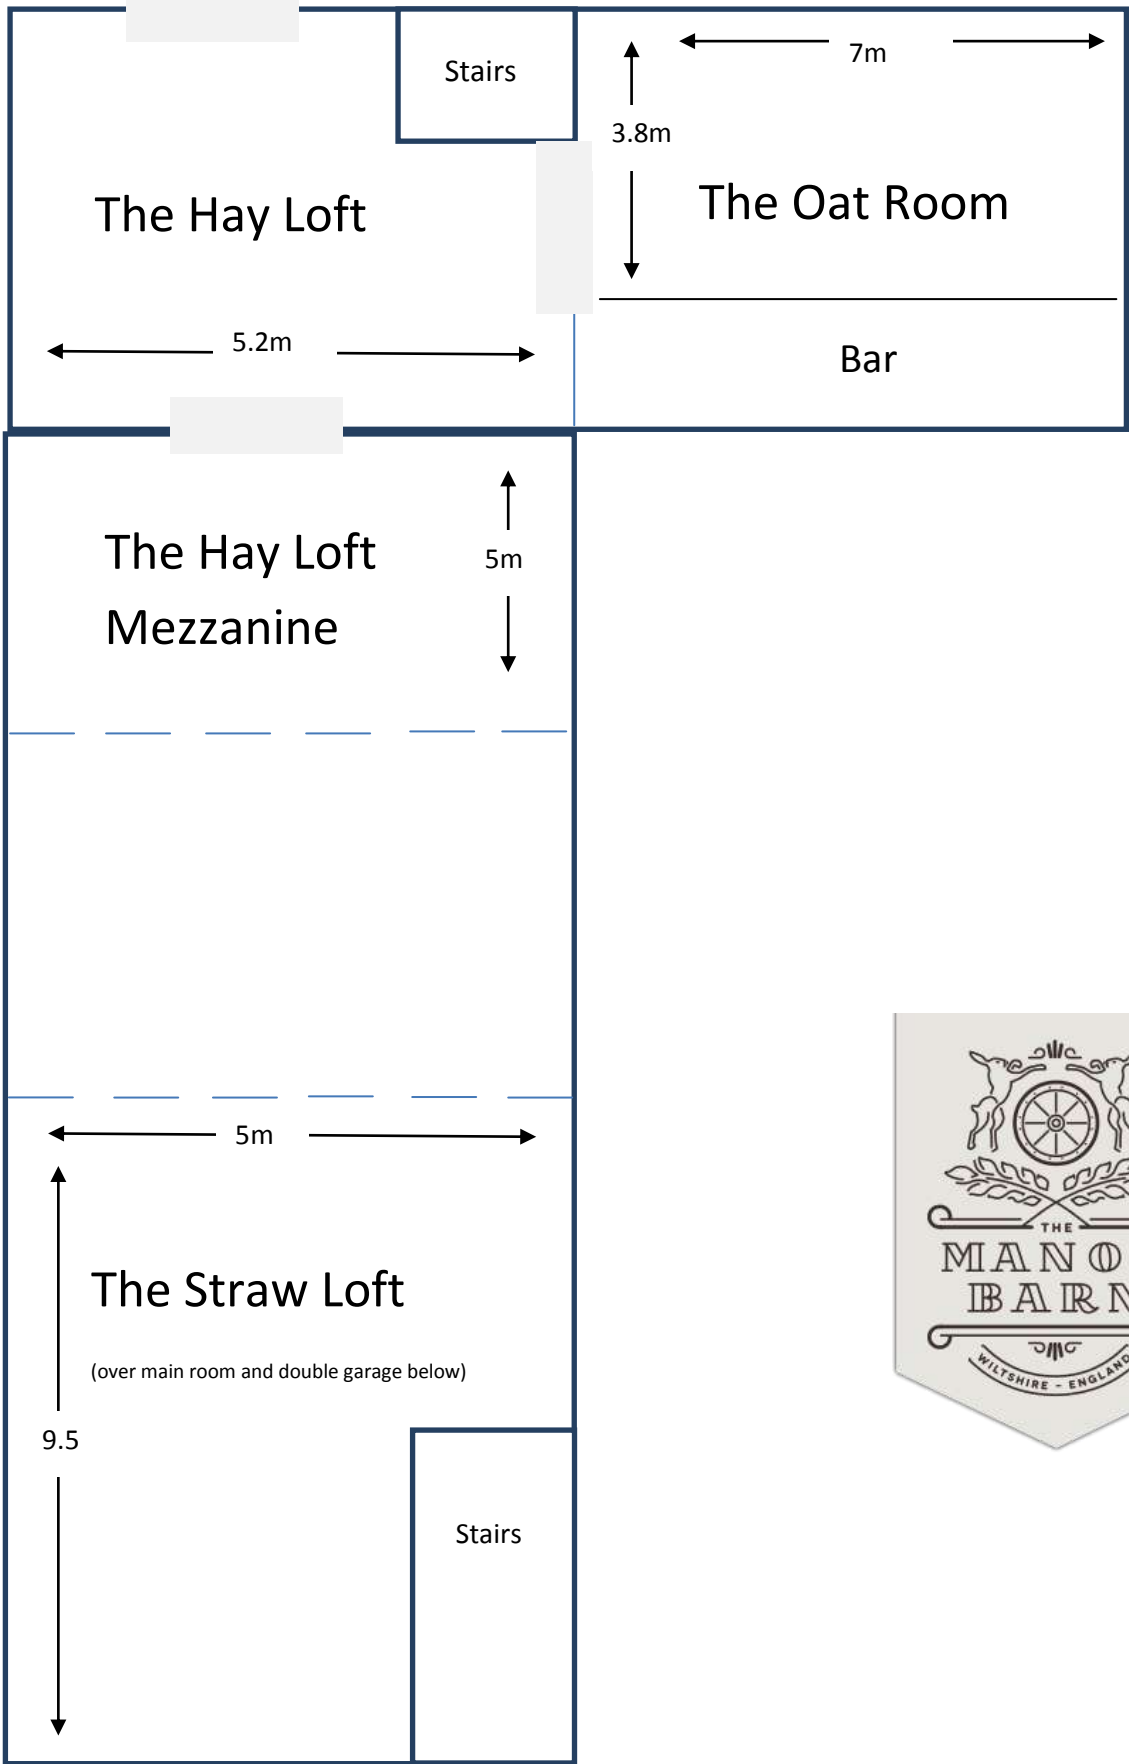 Stairs
7m
3.8m
The Hay Loft
The Oat Room
5.2m
Bar
The Hay Loft
Mezzanine
5m
5m
The Straw Loft
(over main room and double garage below)
9.5
Stairs
THE
MANO
BARN
WILTSHIRE - ENGLAND